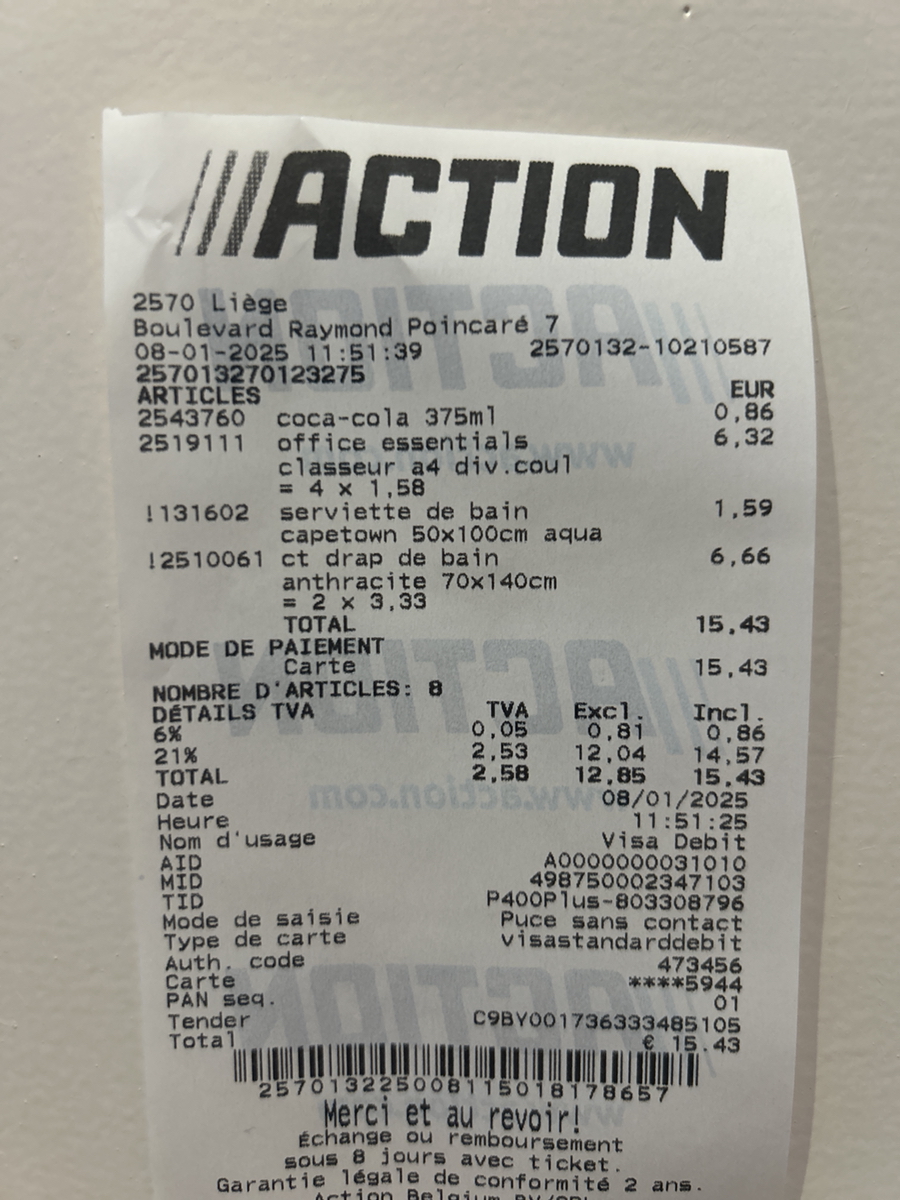 ACTION
2570 Liège
Boulevard Raymond Poincaré 7
08-01-2025 11:51:39 2570132-10210587
257013270123275
ARTICLES EUR
2543760 coca-cola 375ml 0,86
2519111 office essentials 6,32
classeur a4 div.coul
= 4 x 1,58
!131602 serviette de bain 1,59
capetown 50x100cm aqua
!2510061 ct drap de bain 6,66
anthracite 70x140cm
= 2 x 3,33
TOTAL 15,43
MODE DE PAIEMENT
Carte 15,43
NOMBRE D'ARTICLES: 8
DÉTAILS TVA TVA Excl. Incl.
6% 0,05 0,81 0,86
21% 2,53 12,04 14,57
TOTAL 2,58 12,85 15,43
Date 08/01/2025
Heure 11:51:25
Nom d'usage Visa Debit
AID A0000000031010
MID 498750002347103
TID P400Plus-803308796
Mode de saisie Puce sans contact
Type de carte visastandarddebit
Auth. code 473456
Carte ****5944
PAN seq. 01
Tender C9BY001736333485105
Total € 15.43
257013225008115018178657
Merci et au revoir!
Échange ou remboursement
sous 8 jours avec ticket.
Garantie légale de conformité 2 ans.
Action Belgium